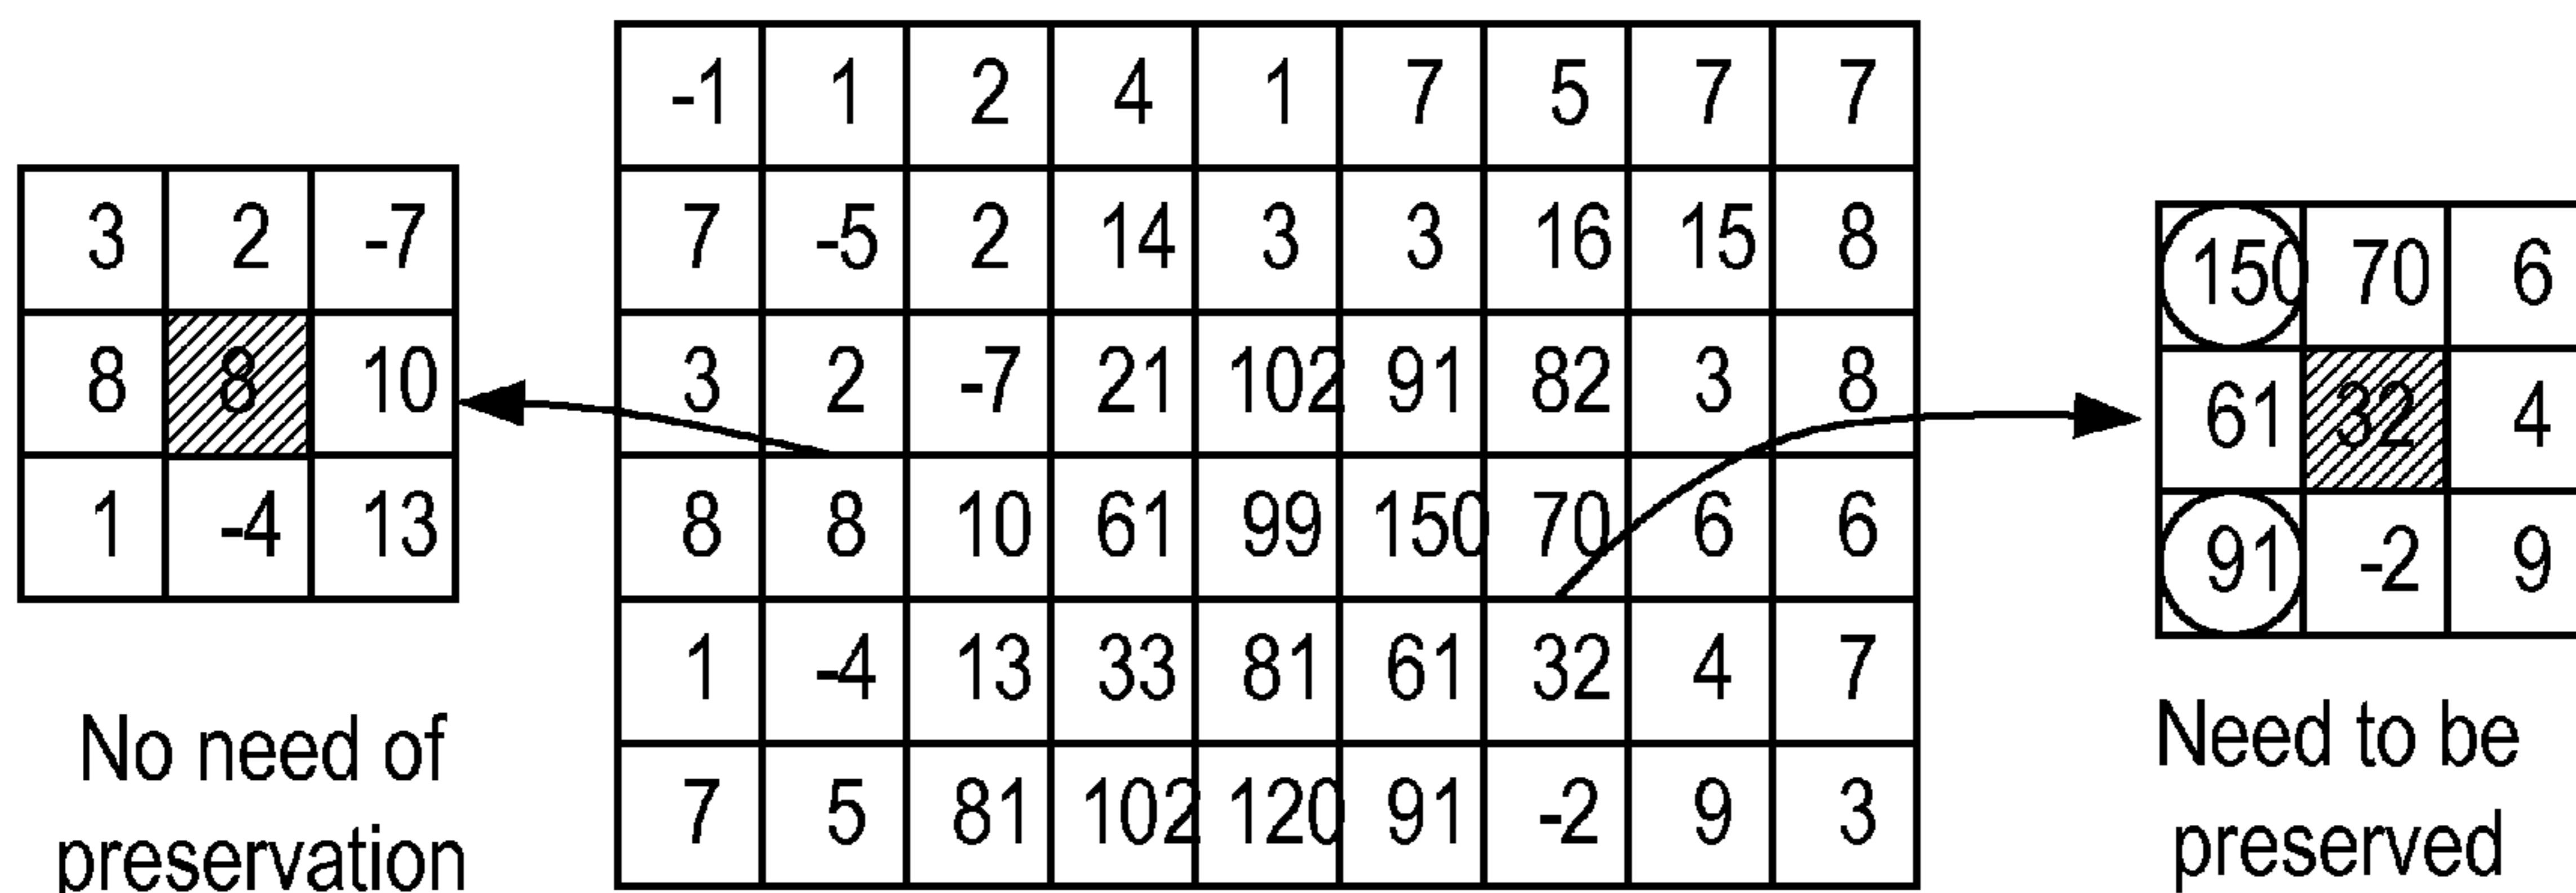 3 2 -7
8 8 10
1 -4 13
No need of
preservation
-1 1 2 4 1 7 5 7 7
7 -5 2 14 3 3 16 15 8
3 2 -7 21 102 91 82 3 8
8 8 10 61 99 150 70 6 6
1 -4 13 33 81 61 32 4 7
7 5 81 102 120 91 -2 9 3
150 70 6
61 32 4
91 -2 9
Need to be
preserved